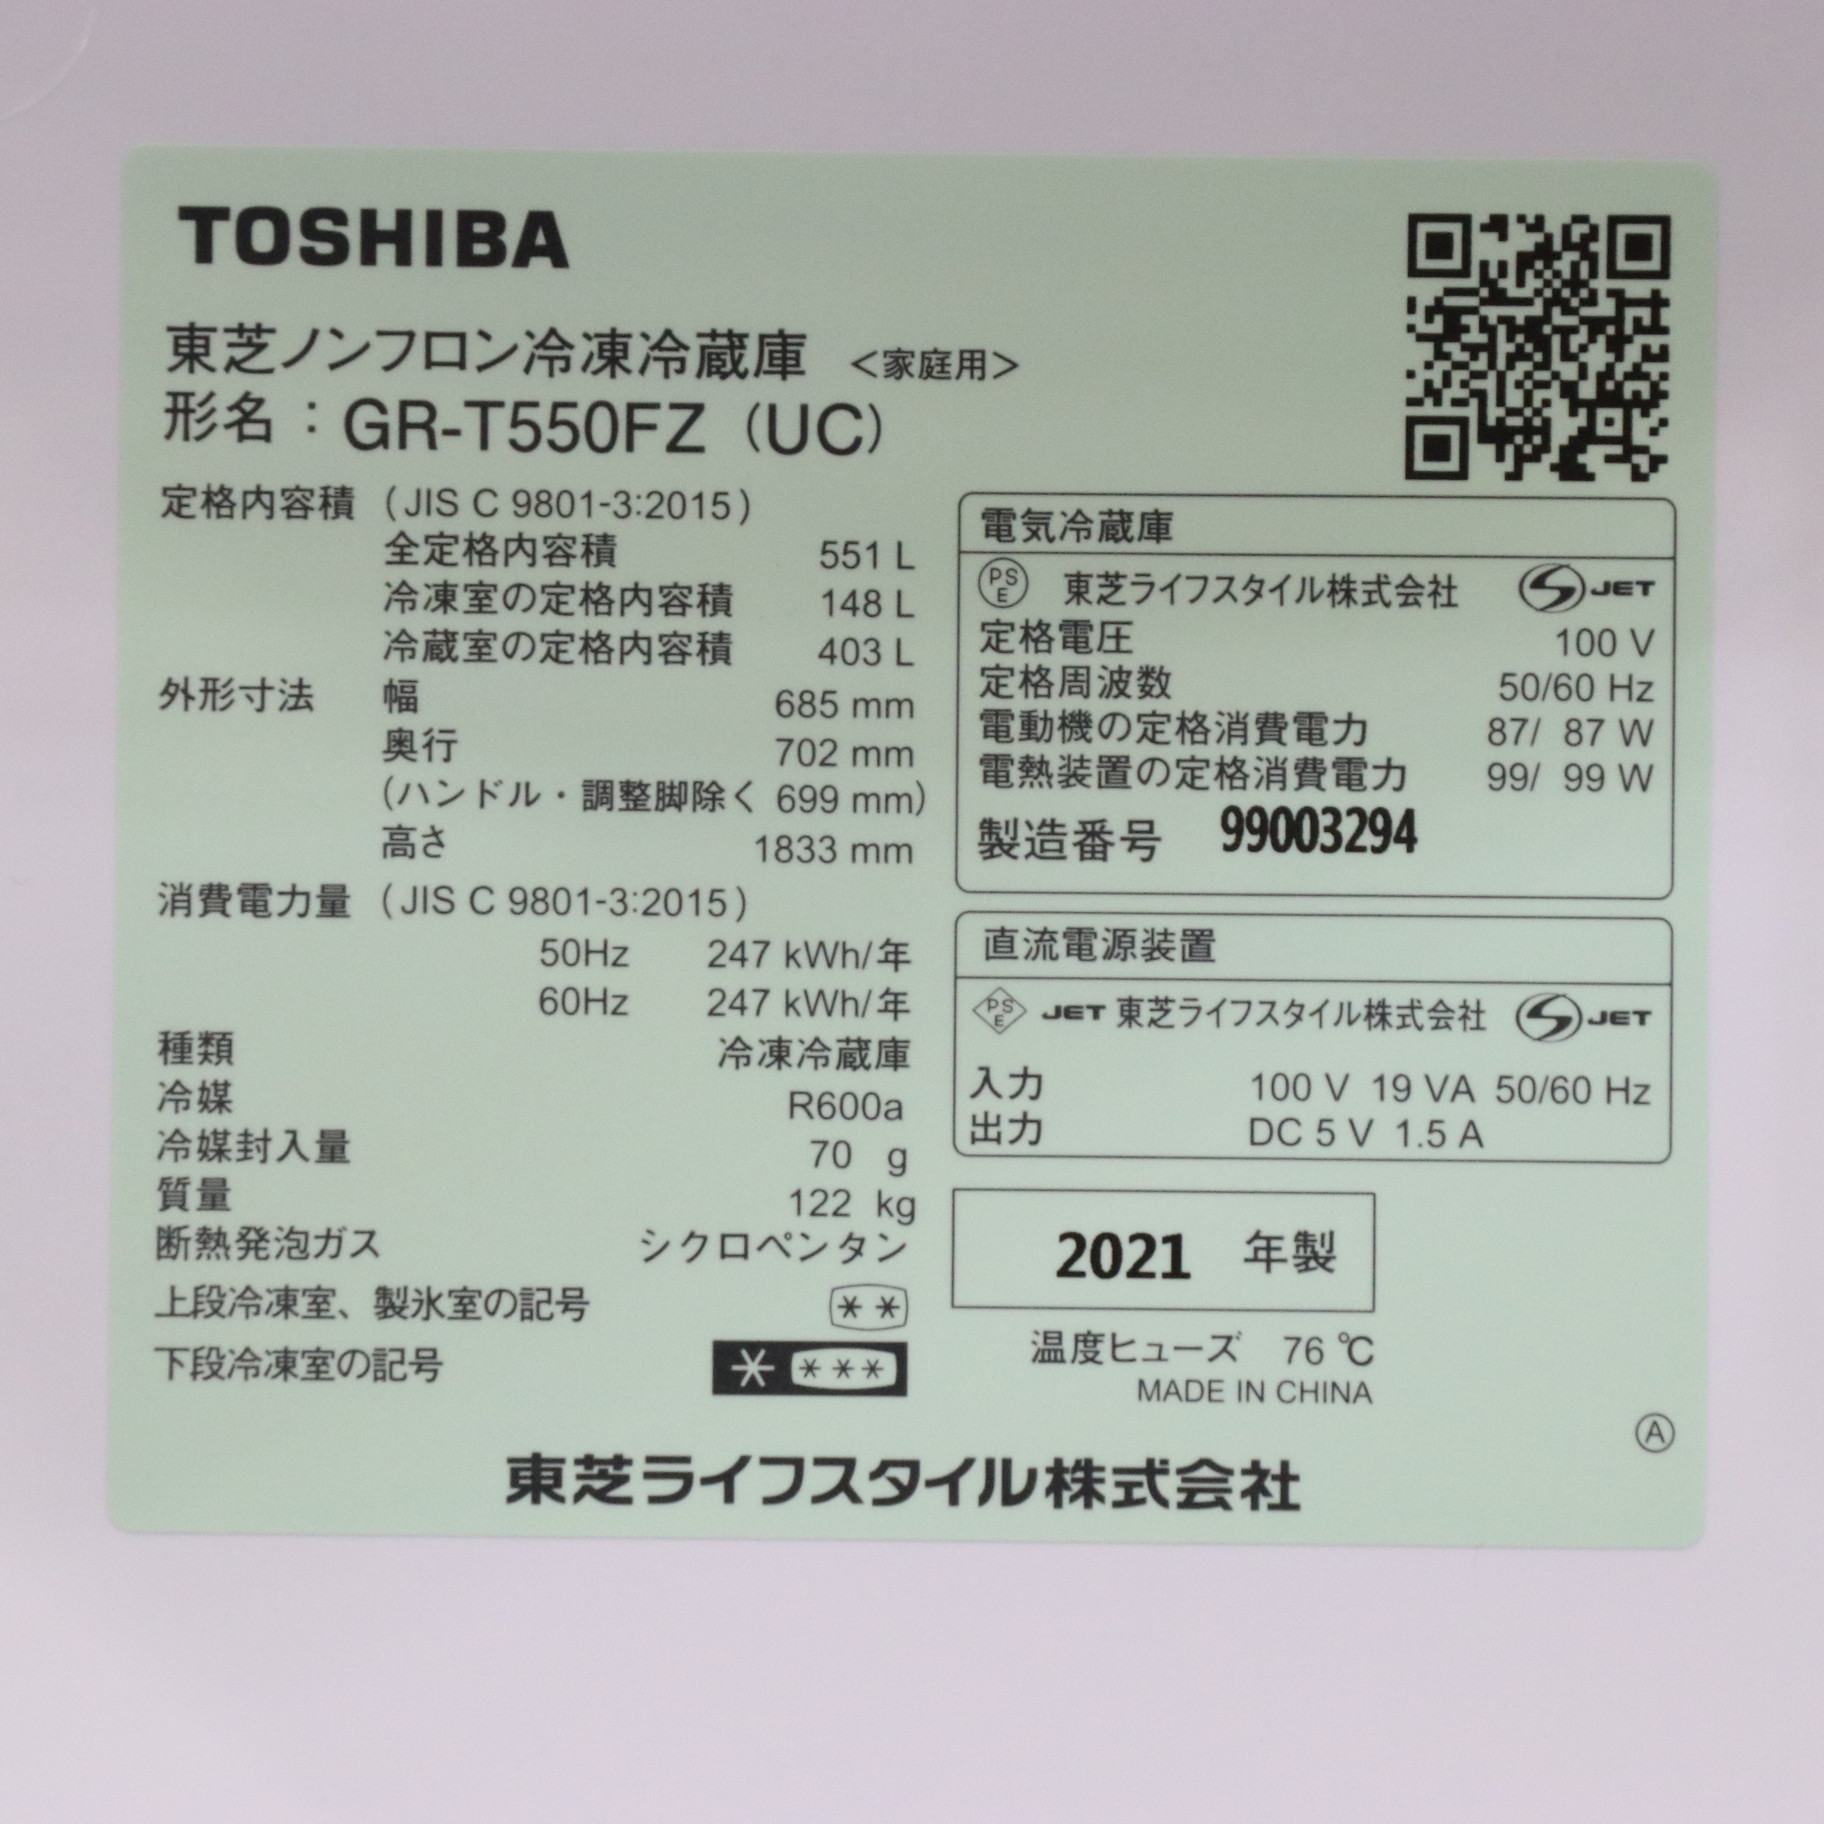 TOSHIBA
東芝ノンフロン冷凍冷蔵庫 <家庭用>
形名：GR-T550FZ (UC)
定格内容積 (JIS C 9801-3:2015)
全定格内容積 551 L
冷凍室の定格内容積 148 L
冷蔵室の定格内容積 403 L
外形寸法 幅 685 mm
奥行 702 mm
(ハンドル・調整脚除く 699 mm)
高さ 1833 mm
消費電力量 (JIS C 9801-3:2015)
50Hz 247 kWh/年
60Hz 247 kWh/年
種類 冷凍冷蔵庫
冷媒 R600a
冷媒封入量 70 g
質量 122 kg
断熱発泡ガス シクロペンタン
上段冷凍室、製氷室の記号 **
下段冷凍室の記号 * ***
電気冷蔵庫
PSE 東芝ライフスタイル株式会社 S JET
定格電圧 100 V
定格周波数 50/60 Hz
電動機の定格消費電力 87/ 87 W
電熱装置の定格消費電力 99/ 99 W
製造番号 99003294
直流電源装置
PSE JET 東芝ライフスタイル株式会社 S JET
入力 100 V 19 VA 50/60 Hz
出力 DC 5 V 1.5 A
2021 年製
温度ヒューズ 76 ℃
MADE IN CHINA
Ⓐ
東芝ライフスタイル株式会社